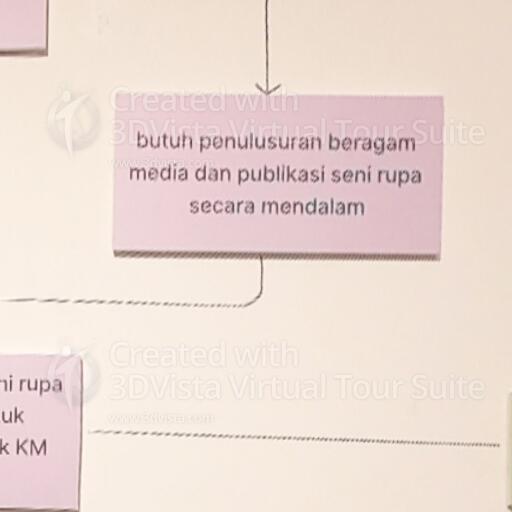 Created with
3DVista Virtual Tour Suite
www.3dvista.com
butuh penulusuran beragam
media dan publikasi seni rupa
secara mendalam
Created with
3DVista Virtual Tour Suite
www.3dvista.com
ni rupa
uk
k KM